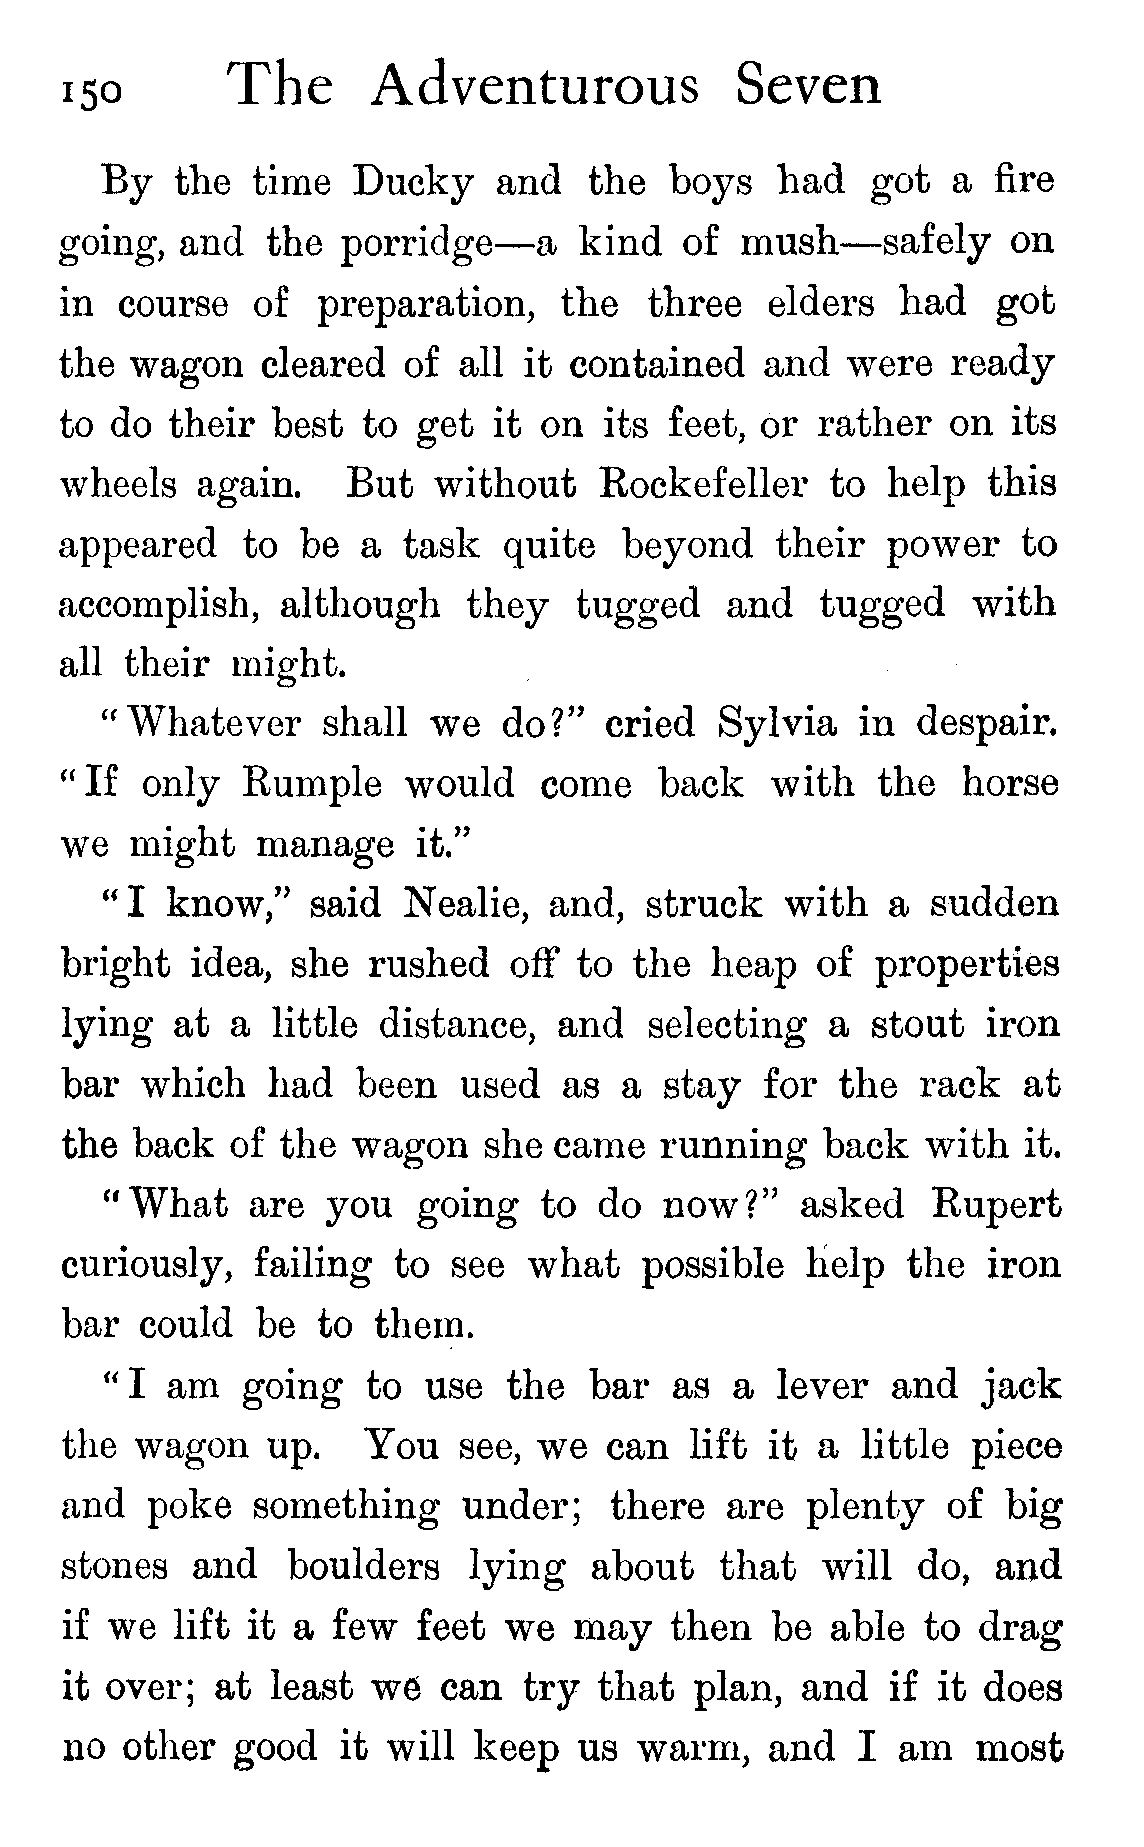 150 The Adventurous Seven
By the time Ducky and the boys had got a fire
going, and the porridge—a kind of mush—safely on
in course of preparation, the three elders had got
the wagon cleared of all it contained and were ready
to do their best to get it on its feet, or rather on its
wheels again. But without Rockefeller to help this
appeared to be a task quite beyond their power to
accomplish, although they tugged and tugged with
all their might.
“Whatever shall we do?” cried Sylvia in despair.
“If only Rumple would come back with the horse
we might manage it.”
“I know,” said Nealie, and, struck with a sudden
bright idea, she rushed off to the heap of properties
lying at a little distance, and selecting a stout iron
bar which had been used as a stay for the rack at
the back of the wagon she came running back with it.
“What are you going to do now?” asked Rupert
curiously, failing to see what possible help the iron
bar could be to them.
“I am going to use the bar as a lever and jack
the wagon up. You see, we can lift it a little piece
and poke something under; there are plenty of big
stones and boulders lying about that will do, and
if we lift it a few feet we may then be able to drag
it over; at least we can try that plan, and if it does
no other good it will keep us warm, and I am most